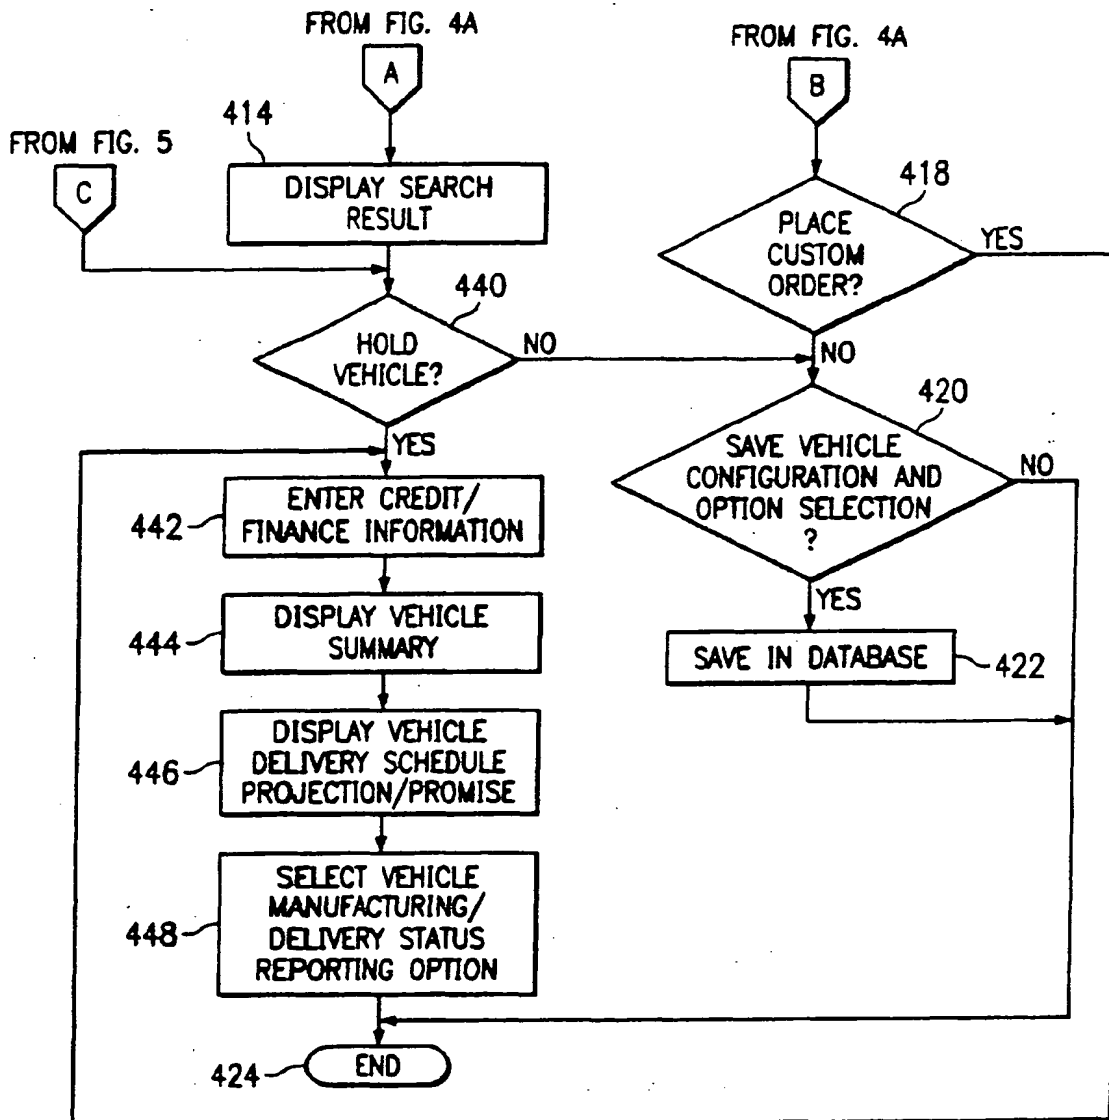 FROM FIG. 4A
A
FROM FIG. 4A
B
FROM FIG. 5
C
414
DISPLAY SEARCH
RESULT
418
PLACE
CUSTOM
ORDER?
YES
NO
440
HOLD
VEHICLE?
NO
YES
420
SAVE VEHICLE
CONFIGURATION AND
OPTION SELECTION
?
NO
YES
442
ENTER CREDIT/
FINANCE INFORMATION
444
DISPLAY VEHICLE
SUMMARY
SAVE IN DATABASE
422
446
DISPLAY VEHICLE
DELIVERY SCHEDULE
PROJECTION/PROMISE
448
SELECT VEHICLE
MANUFACTURING/
DELIVERY STATUS
REPORTING OPTION
424
END